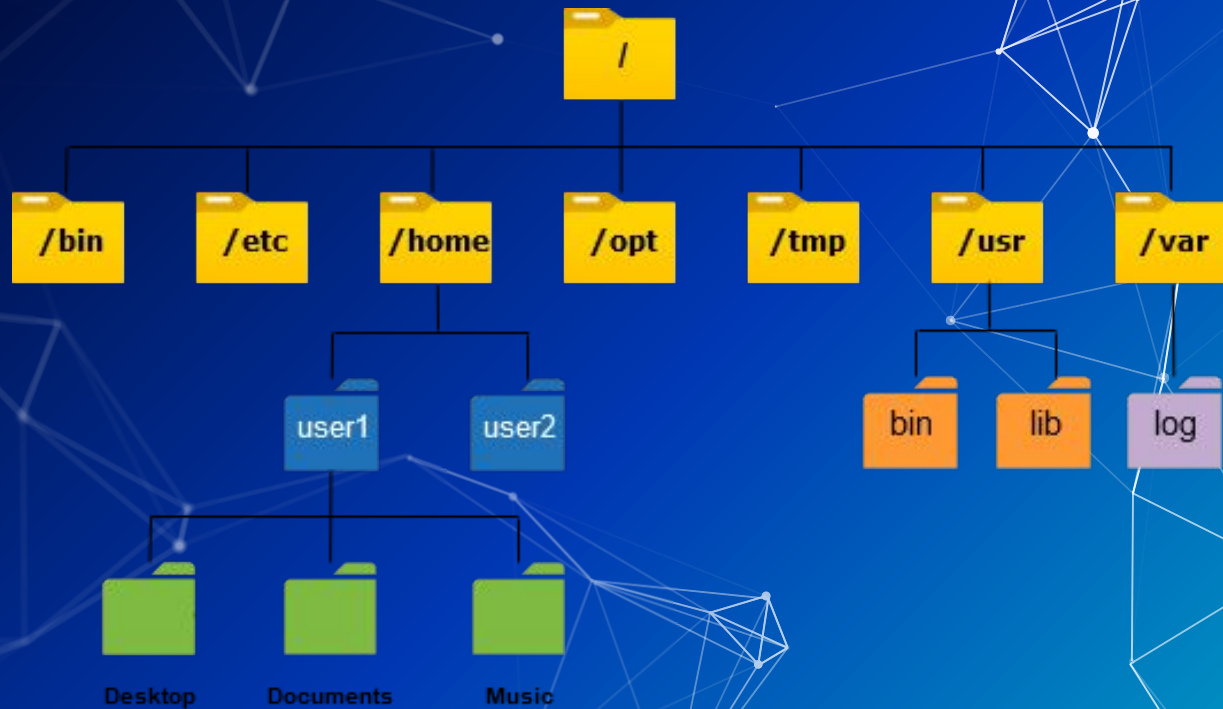 /
/bin
/etc
/home
/opt
/tmp
/usr
/var
user1
user2
bin
lib
log
Desktop
Documents
Music